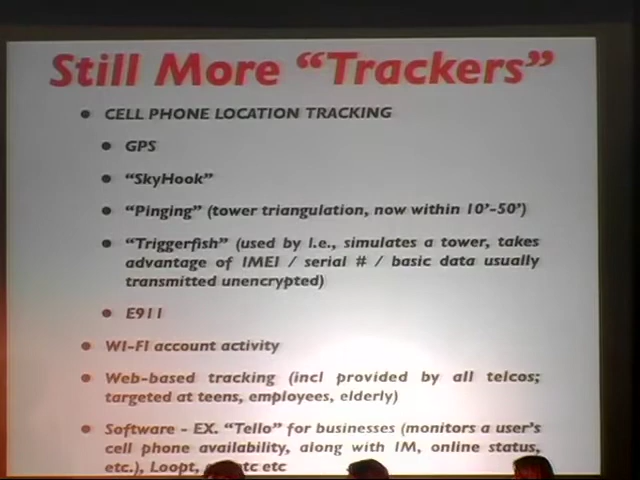 Still More “Trackers”
• CELL PHONE LOCATION TRACKING
• GPS
• “SkyHook”
• “Pinging” (tower triangulation, now within 10’-50’)
• “Triggerfish” (used by l.e., simulates a tower, takes
advantage of IMEI / serial # / basic data usually
transmitted unencrypted)
• E911
• WI-FI account activity
• Web-based tracking (incl provided by all telcos;
targeted at teens, employees, elderly)
• Software - EX. “Tello” for businesses (monitors a user’s
cell phone availability, along with IM, online status,
etc.), Loopt, etc etc